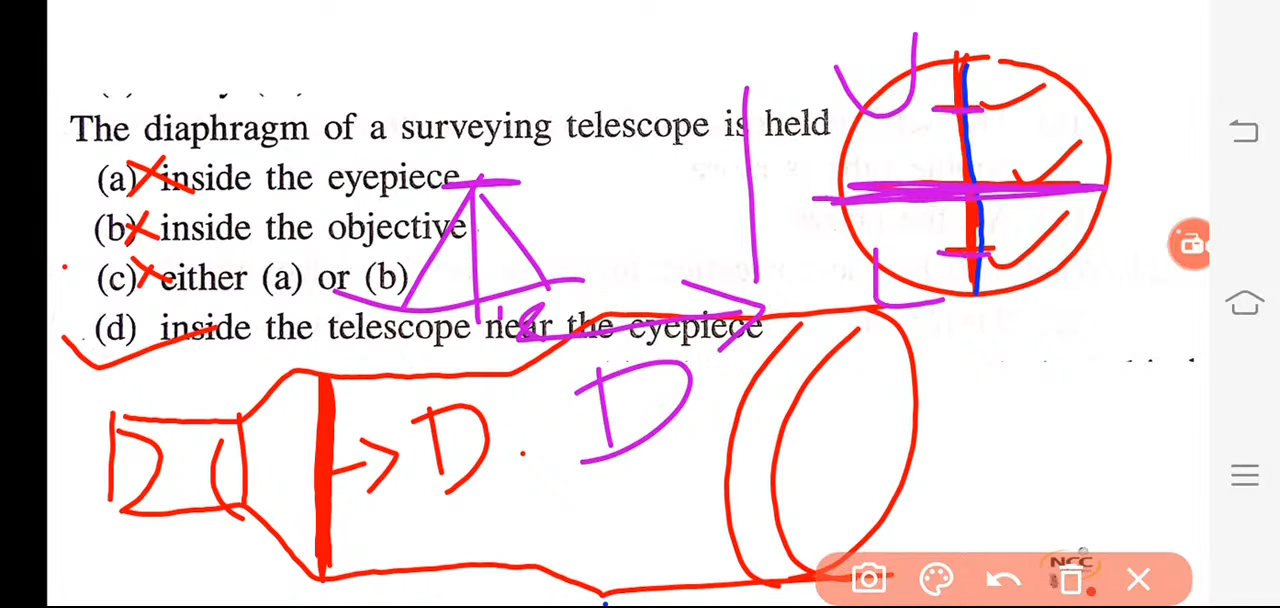 The diaphragm of a surveying telescope is held
(a) inside the eyepiece
(b) inside the objective
(c) either (a) or (b)
(d) inside the telescope near the eyepiece
U
L
D
D
NCC